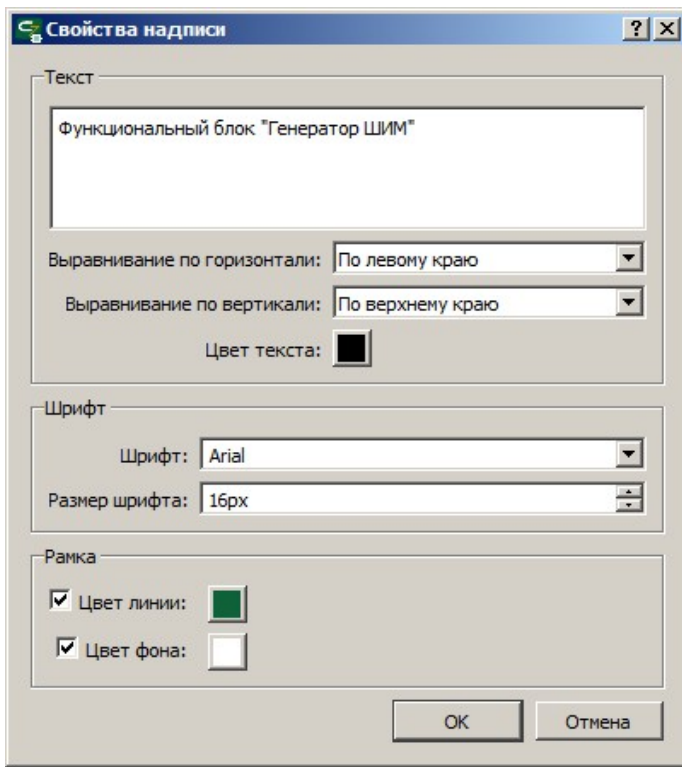 Свойства надписи
Текст
Функциональный блок "Генератор ШИМ"
Выравнивание по горизонтали: По левому краю
Выравнивание по вертикали: По верхнему краю
Цвет текста:
Шрифт
Шрифт: Arial
Размер шрифта: 16px
Рамка
Цвет линии:
Цвет фона:
OK Отмена